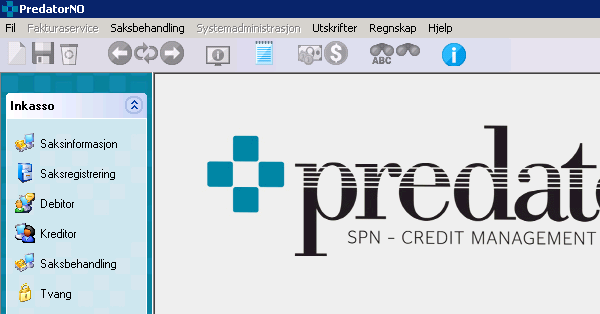 PredatorNO
Fil Fakturaservice Saksbehandling Systemadministrasjon Utskrifter Regnskap Hjelp
$ ABC i
Inkasso
Saksinformasjon
Saksregistrering
Debitor
Kreditor
Saksbehandling
Tvang
predato
SPN - CREDIT MANAGEMENT